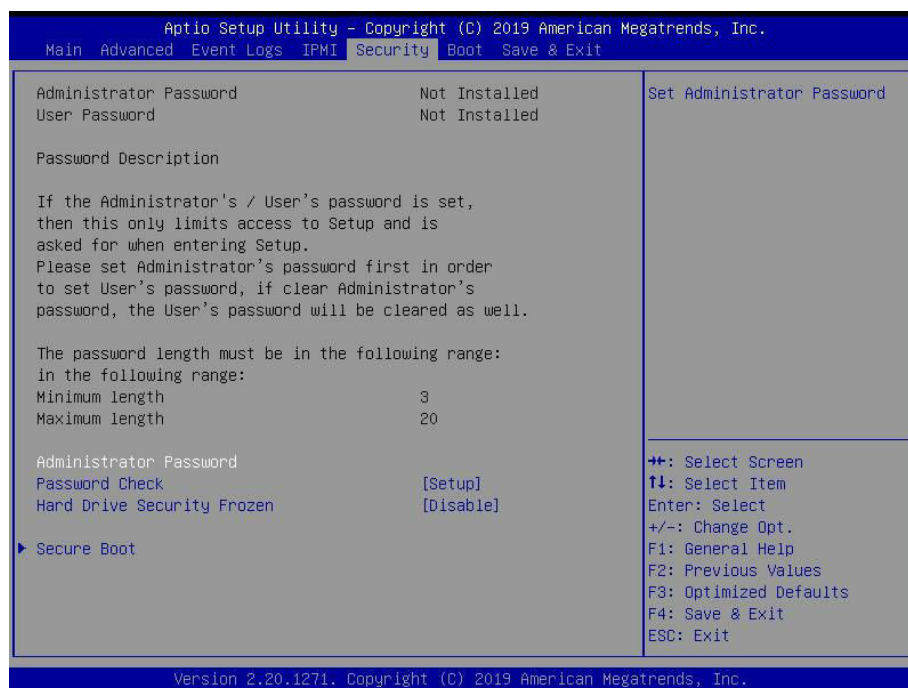 Aptio Setup Utility – Copyright (C) 2019 American Megatrends, Inc.
Main Advanced Event Logs IPMI Security Boot Save & Exit
Administrator Password Not Installed
User Password Not Installed
Password Description
If the Administrator's / User's password is set,
then this only limits access to Setup and is
asked for when entering Setup.
Please set Administrator's password first in order
to set User's password, if clear Administrator's
password, the User's password will be cleared as well.
The password length must be in the following range:
in the following range:
Minimum length 3
Maximum length 20
Administrator Password
Password Check [Setup]
Hard Drive Security Frozen [Disable]
Secure Boot
Set Administrator Password
→←: Select Screen
↑↓: Select Item
Enter: Select
+/-: Change Opt.
F1: General Help
F2: Previous Values
F3: Optimized Defaults
F4: Save & Exit
ESC: Exit
Version 2.20.1271. Copyright (C) 2019 American Megatrends, Inc.